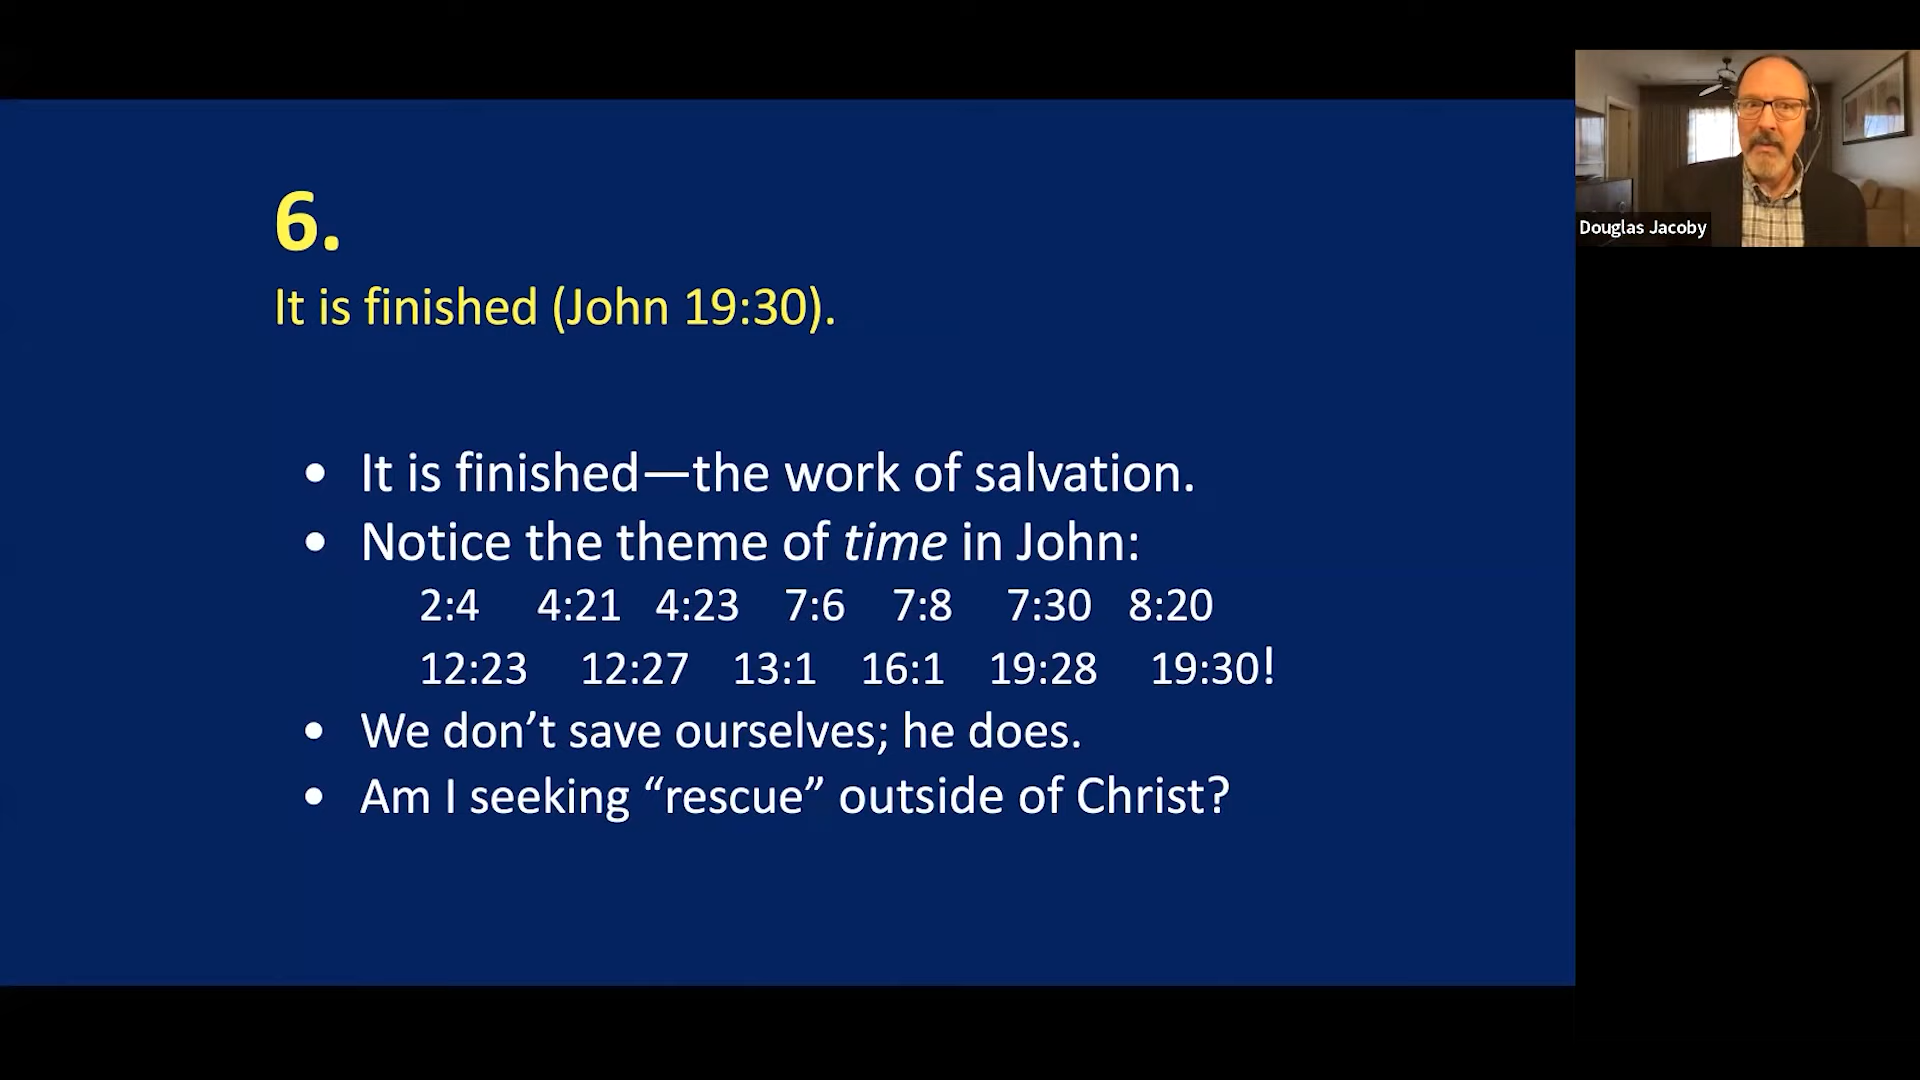 6.
It is finished (John 19:30).
• It is finished—the work of salvation.
• Notice the theme of time in John:
2:4 4:21 4:23 7:6 7:8 7:30 8:20
12:23 12:27 13:1 16:1 19:28 19:30!
• We don’t save ourselves; he does.
• Am I seeking “rescue” outside of Christ?
Douglas Jacoby